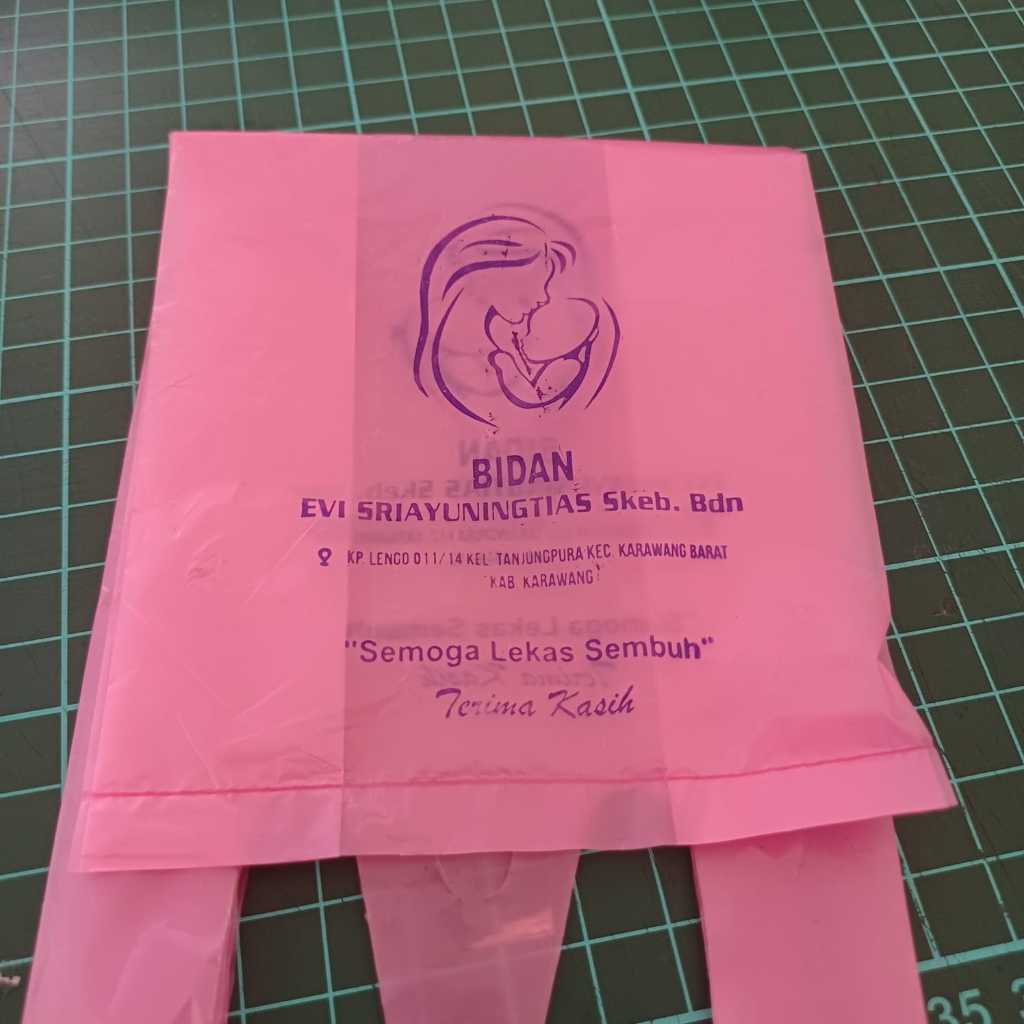 BIDAN
EVI SRIAYUNINGTIAS Skeb. Bdn
KP. LENGO 011/14 KEL. TANJUNGPURA KEC. KARAWANG BARAT
KAB. KARAWANG
"Semoga Lekas Sembuh"
Terima Kasih
35